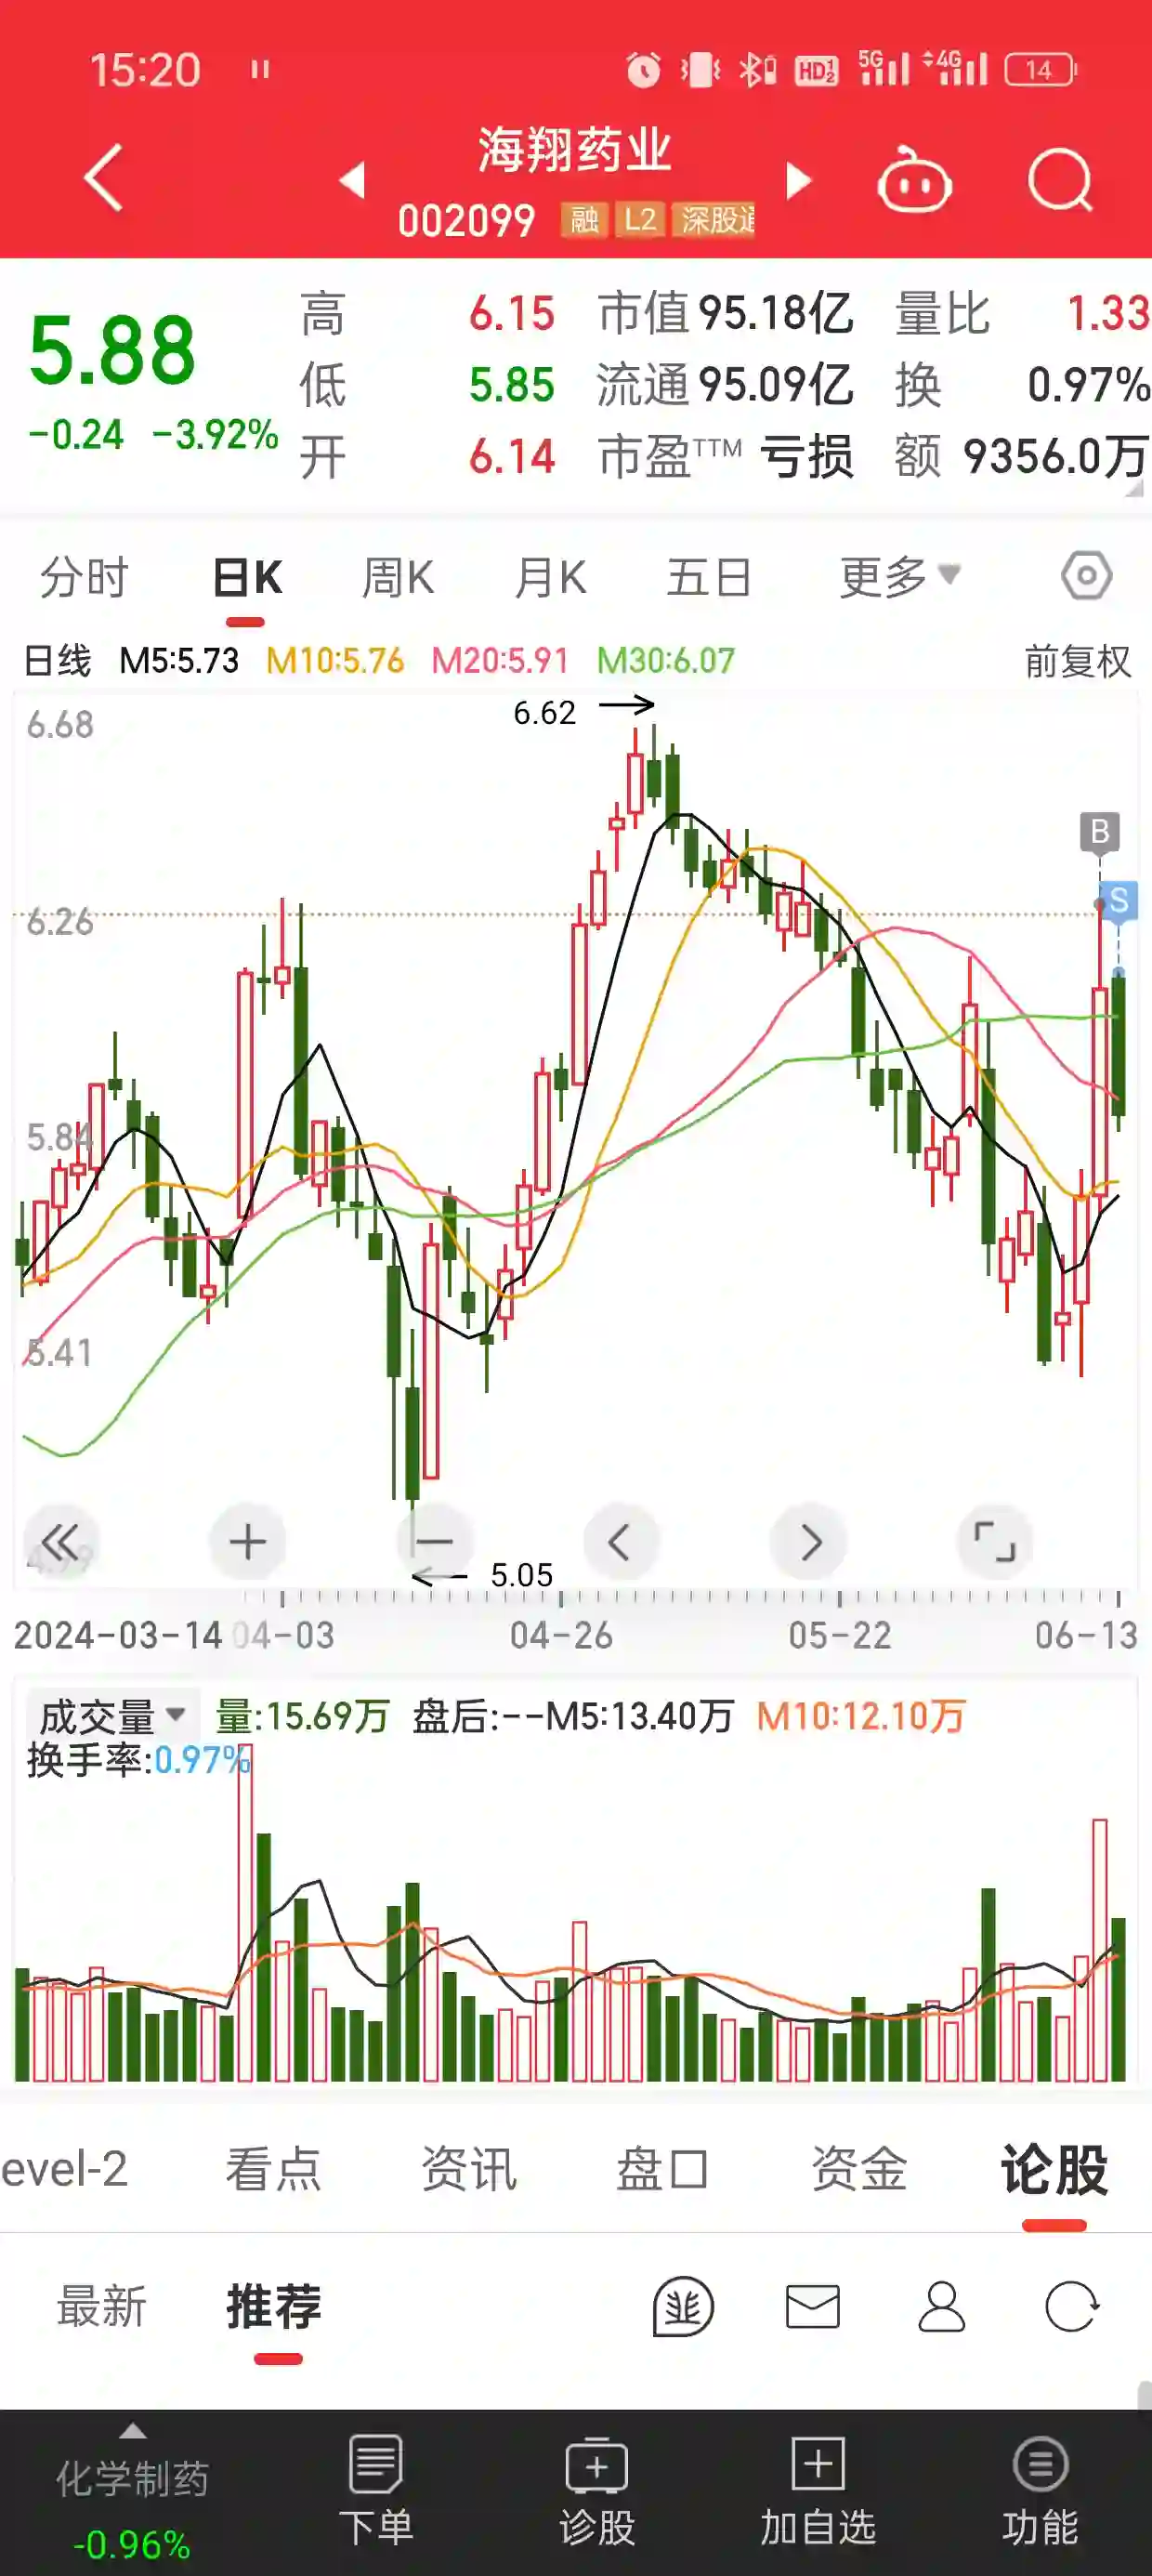 15:20 HD 1 2 5G 4G 14
海翔药业
002099 融 L2 深股通
5.88 高 6.15 市值 95.18亿 量比 1.33
-0.24 -3.92% 低 5.85 流通 95.09亿 换 0.97%
开 6.14 市盈TTM 亏损 额 9356.0万
分时 日K 周K 月K 五日 更多
日线 M5:5.73 M10:5.76 M20:5.91 M30:6.07 前复权
6.68
6.62
B
S
6.26
5.84
5.41
4.99
5.05
2024-03-14 04-03 04-26 05-22 06-13
成交量 量:15.69万 盘后:--M5:13.40万 M10:12.10万
换手率:0.97%
evel-2 看点 资讯 盘口 资金 论股
最新 推荐
化学制药 下单 诊股 加自选 功能
-0.96%